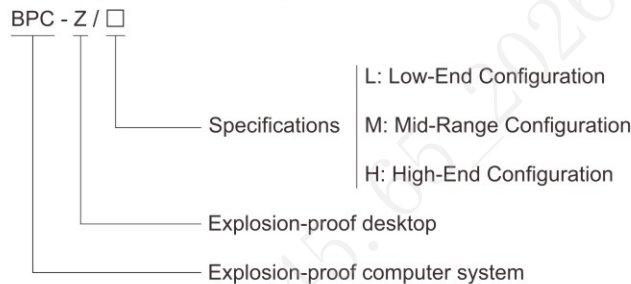 BPC - Z / □
L: Low-End Configuration
Specifications M: Mid-Range Configuration
H: High-End Configuration
Explosion-proof desktop
Explosion-proof computer system